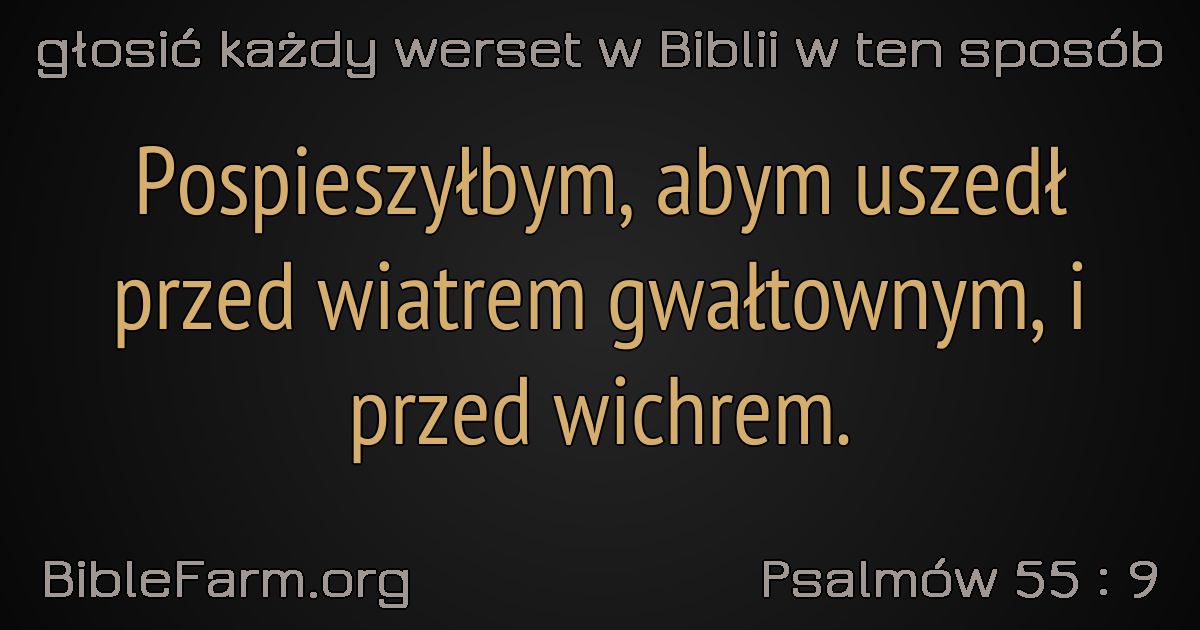 głosić każdy werset w Biblii w ten sposób
Pospieszyłbym, abym uszedł
przed wiatrem gwałtownym, i
przed wichrem.
BibleFarm.org
Psalmów 55 : 9